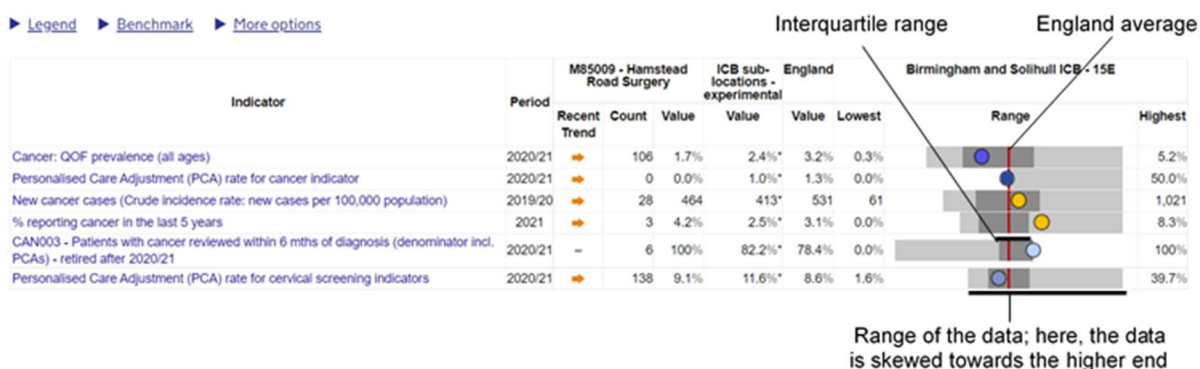 Legend Benchmark More options
Interquartile range England average
Indicator Period M85009 - Hamstead Road Surgery ICB sub-locations - experimental England Birmingham and Solihull ICB - 15E
Recent Trend Count Value Value Value Lowest Range Highest
Cancer: QOF prevalence (all ages) 2020/21 106 1.7% 2.4%* 3.2% 0.3% 5.2%
Personalised Care Adjustment (PCA) rate for cancer indicator 2020/21 0 0.0% 1.0%* 1.3% 0.0% 50.0%
New cancer cases (Crude incidence rate: new cases per 100,000 population) 2019/20 28 464 413* 531 61 1,021
% reporting cancer in the last 5 years 2021 3 4.2% 2.5%* 3.1% 0.0% 8.3%
CAN003 - Patients with cancer reviewed within 6 mths of diagnosis (denominator incl.
PCAs) - retired after 2020/21 2020/21 – 6 100% 82.2%* 78.4% 0.0% 100%
Personalised Care Adjustment (PCA) rate for cervical screening indicators 2020/21 138 9.1% 11.6%* 8.6% 1.6% 39.7%
Range of the data; here, the data
is skewed towards the higher end